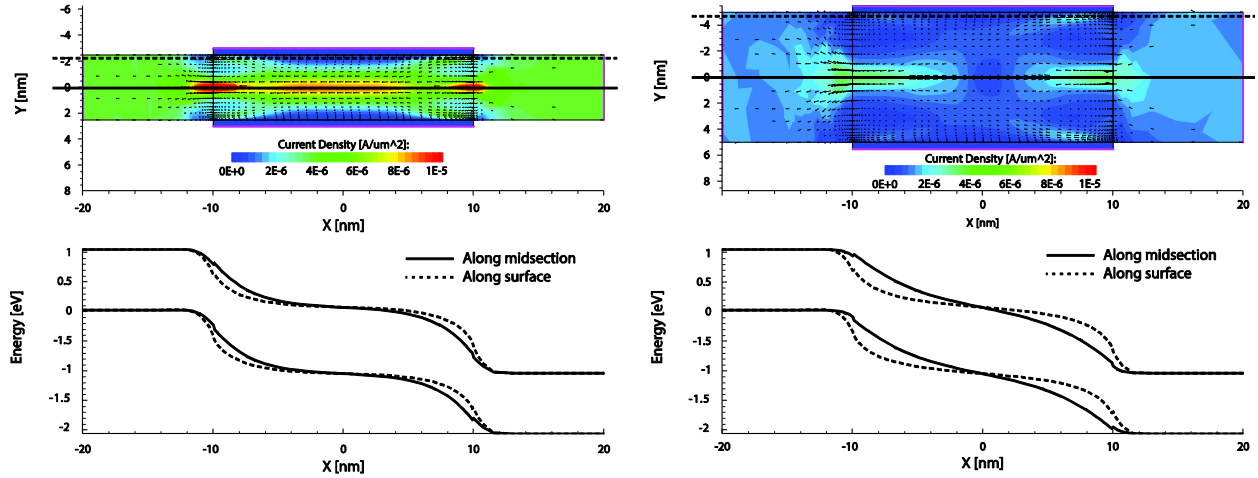 -6
-4
-2
0
2
4
6
8
Y [nm]
Current Density [A/um^2]:
0E+0 2E-6 4E-6 6E-6 8E-6 1E-5
-20 -10 0 10 20
X [nm]
1
0.5
0
-1.5
-1
-1.5
-2
Energy [eV]
Along midsection
Along surface
-20 -10 0 10 20
X [nm]
-4
-2
0
2
4
6
8
Y [nm]
Current Density [A/um^2]:
0E+0 2E-6 4E-6 6E-6 8E-6 1E-5
-20 -10 0 10 20
X [nm]
1
0.5
0
-1.5
-1
-1.5
-2
Energy [eV]
Along midsection
Along surface
-20 -10 0 10 20
X [nm]